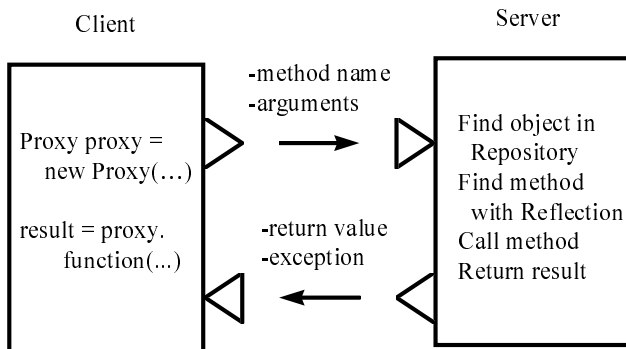 Client
Server
-method name
-arguments
Proxy proxy =
new Proxy(…)
result = proxy.
function(...)
-return value
-exception
Find object in
Repository
Find method
with Reflection
Call method
Return result